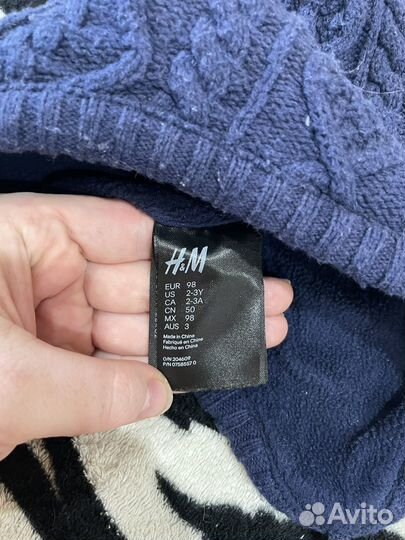 H&M
EUR 98
US 2-3Y
CA 2-3A
CN 50
MX 98
AUS 3
Made in China
Fabriqué en Chine
Hecho en China
O/N 204609
P/N 0758557 0
Avito